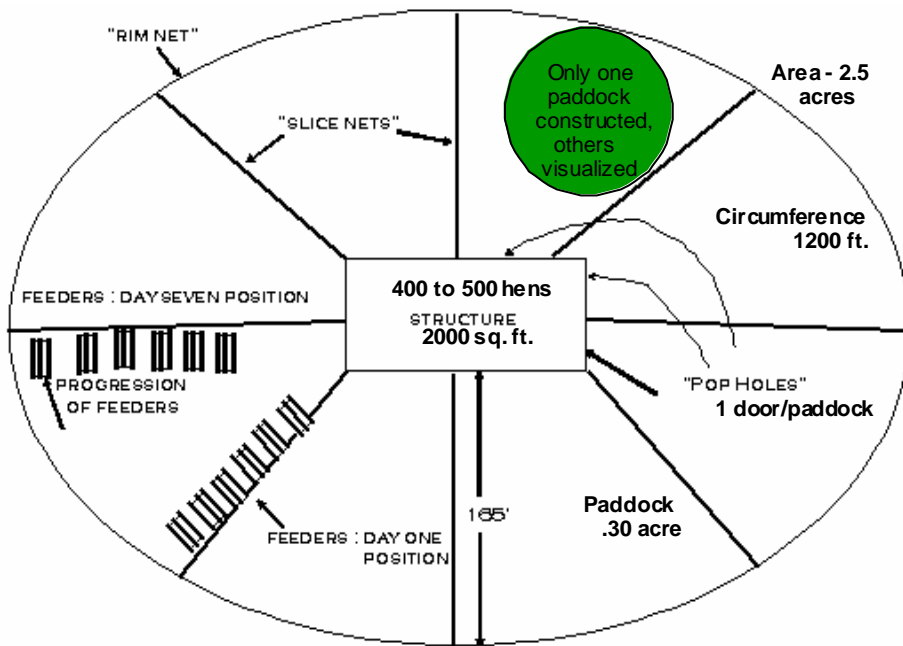 "RIM NET"
"SLICE NETS"
Only one
paddock
constructed,
others
visualized
Area - 2.5
acres
Circumference
1200 ft.
FEEDERS : DAY SEVEN POSITION
400 to 500 hens
STRUCTURE
2000 sq. ft.
PROGRESSION
OF FEEDERS
"POP HOLES"
1 door/paddock
165'
Paddock
.30 acre
FEEDERS : DAY ONE
POSITION